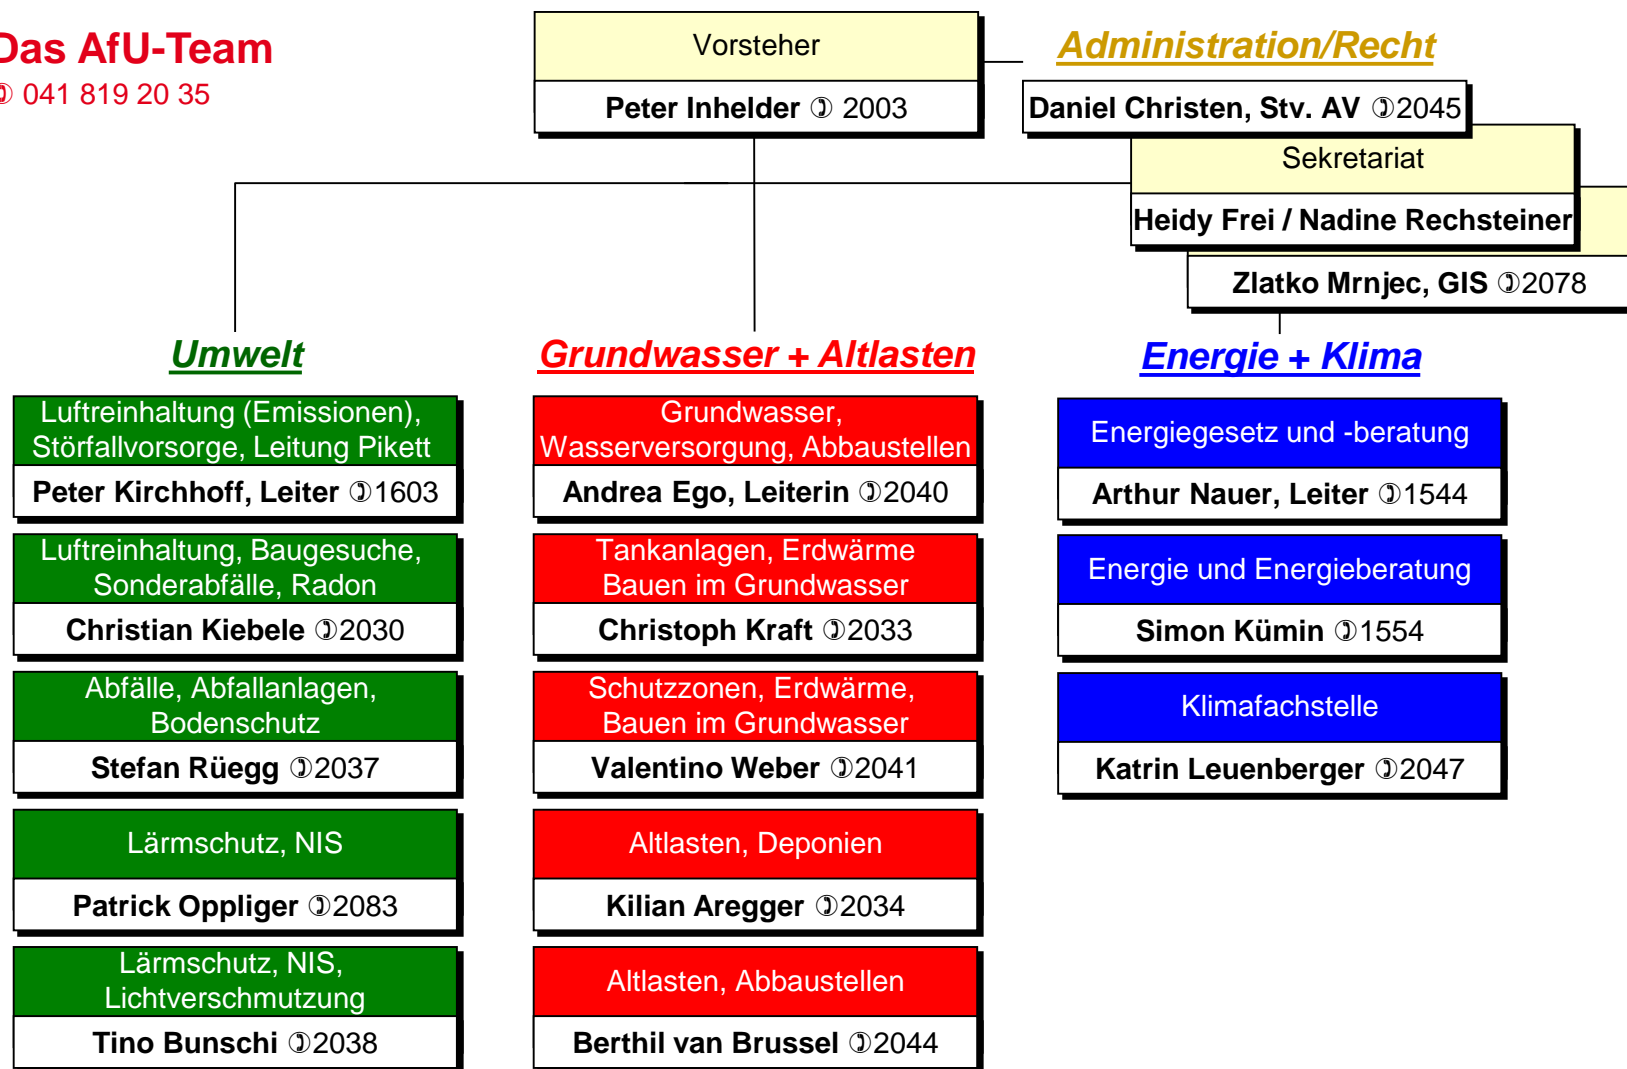 Das AfU-Team
✆ 041 819 20 35
Vorsteher
Peter Inhelder ✆ 2003
Administration/Recht
Daniel Christen, Stv. AV ✆2045
Sekretariat
Heidy Frei / Nadine Rechsteiner
Zlatko Mrnjec, GIS ✆2078
Umwelt
Luftreinhaltung (Emissionen),
Störfallvorsorge, Leitung Pikett
Peter Kirchhoff, Leiter ✆1603
Luftreinhaltung, Baugesuche,
Sonderabfälle, Radon
Christian Kiebele ✆2030
Abfälle, Abfallanlagen,
Bodenschutz
Stefan Rüegg ✆2037
Lärmschutz, NIS
Patrick Oppliger ✆2083
Lärmschutz, NIS,
Lichtverschmutzung
Tino Bunschi ✆2038
Grundwasser + Altlasten
Grundwasser,
Wasserversorgung, Abbaustellen
Andrea Ego, Leiterin ✆2040
Tankanlagen, Erdwärme
Bauen im Grundwasser
Christoph Kraft ✆2033
Schutzzonen, Erdwärme,
Bauen im Grundwasser
Valentino Weber ✆2041
Altlasten, Deponien
Kilian Aregger ✆2034
Altlasten, Abbaustellen
Berthil van Brussel ✆2044
Energie + Klima
Energiegesetz und -beratung
Arthur Nauer, Leiter ✆1544
Energie und Energieberatung
Simon Kümin ✆1554
Klimafachstelle
Katrin Leuenberger ✆2047